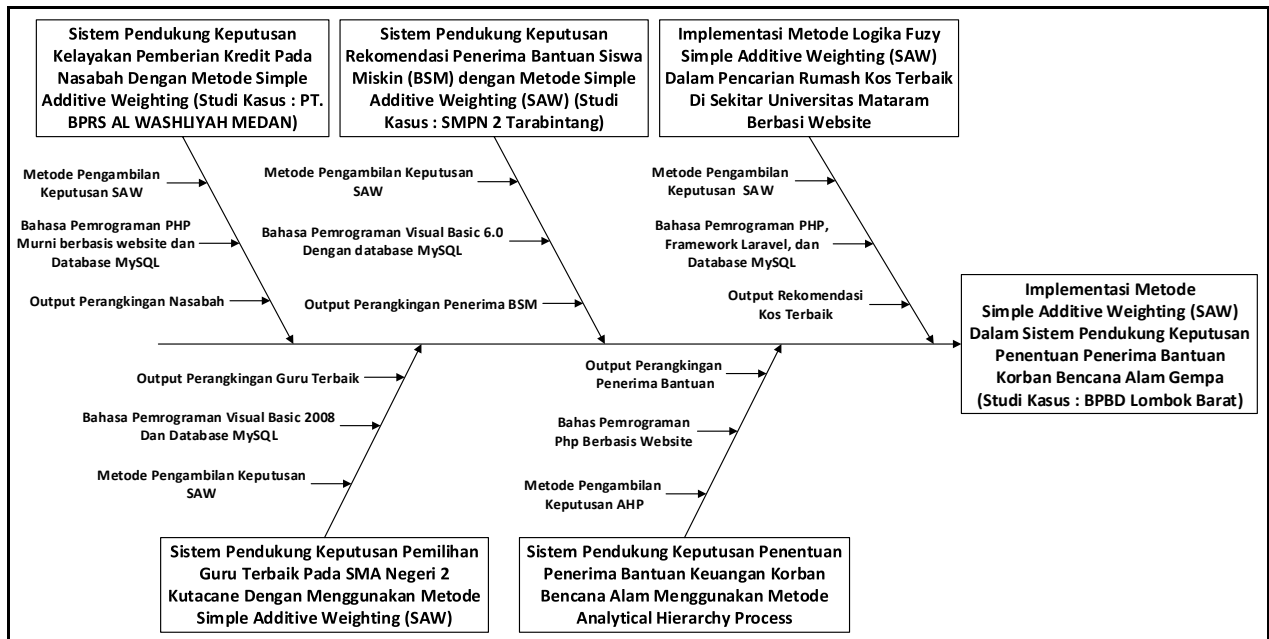 Sistem Pendukung Keputusan
Kelayakan Pemberian Kredit Pada
Nasabah Dengan Metode Simple
Additive Weighting (Studi Kasus : PT.
BPRS AL WASHLIYAH MEDAN)
Sistem Pendukung Keputusan
Rekomendasi Penerima Bantuan Siswa
Miskin (BSM) dengan Metode Simple
Additive Weighting (SAW) (Studi
Kasus : SMPN 2 Tarabintang)
Implementasi Metode Logika Fuzy
Simple Additive Weighting (SAW)
Dalam Pencarian Rumash Kos Terbaik
Di Sekitar Universitas Mataram
Berbasi Website
Metode Pengambilan
Keputusan SAW
Bahasa Pemrograman PHP
Murni berbasis website dan
Database MySQL
Output Perangkingan Nasabah
Metode Pengambilan Keputusan
SAW
Bahasa Pemrograman Visual Basic 6.0
Dengan database MySQL
Output Perangkingan Penerima BSM
Metode Pengambilan
Keputusan  SAW
Bahasa Pemrograman PHP,
Framework Laravel, dan
Database MySQL
Output Rekomendasi
Kos Terbaik
Implementasi Metode
Simple Additive Weighting (SAW)
Dalam Sistem Pendukung Keputusan
Penentuan Penerima Bantuan
Korban Bencana Alam Gempa
(Studi Kasus : BPBD Lombok Barat)
Output Perangkingan Guru Terbaik
Bahasa Pemrograman Visual Basic 2008
Dan Database MySQL
Metode Pengambilan Keputusan
SAW
Output Perangkingan
Penerima Bantuan
Bahas Pemrograman
Php Berbasis Website
Metode Pengambilan
Keputusan AHP
Sistem Pendukung Keputusan Pemilihan
Guru Terbaik Pada SMA Negeri 2
Kutacane Dengan Menggunakan Metode
Simple Additive Weighting (SAW)
Sistem Pendukung Keputusan Penentuan
Penerima Bantuan Keuangan Korban
Bencana Alam Menggunakan Metode
Analytical Hierarchy Process